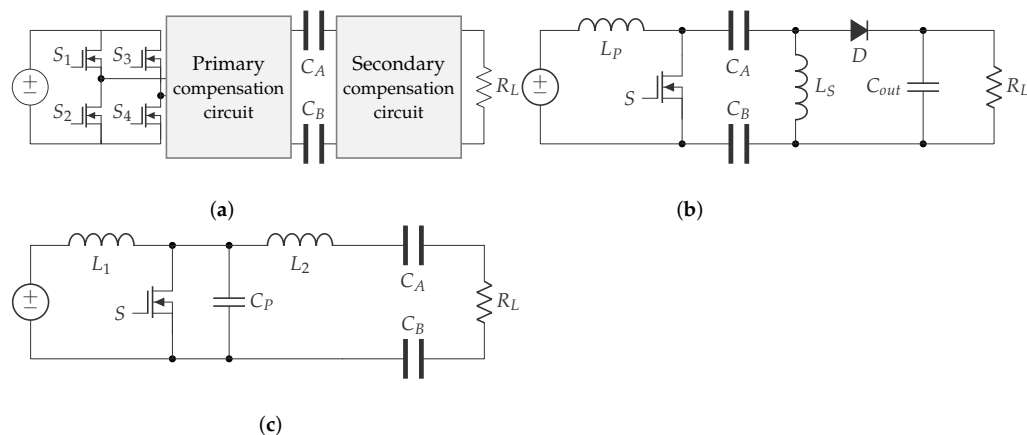 S1
S3
S2
S4
Primary
compensation
circuit
CA
CB
Secondary
compensation
circuit
RL
(a)
LP
S
CA
CB
LS
D
Cout
RL
(b)
L1
S
CP
L2
CA
CB
RL
(c)